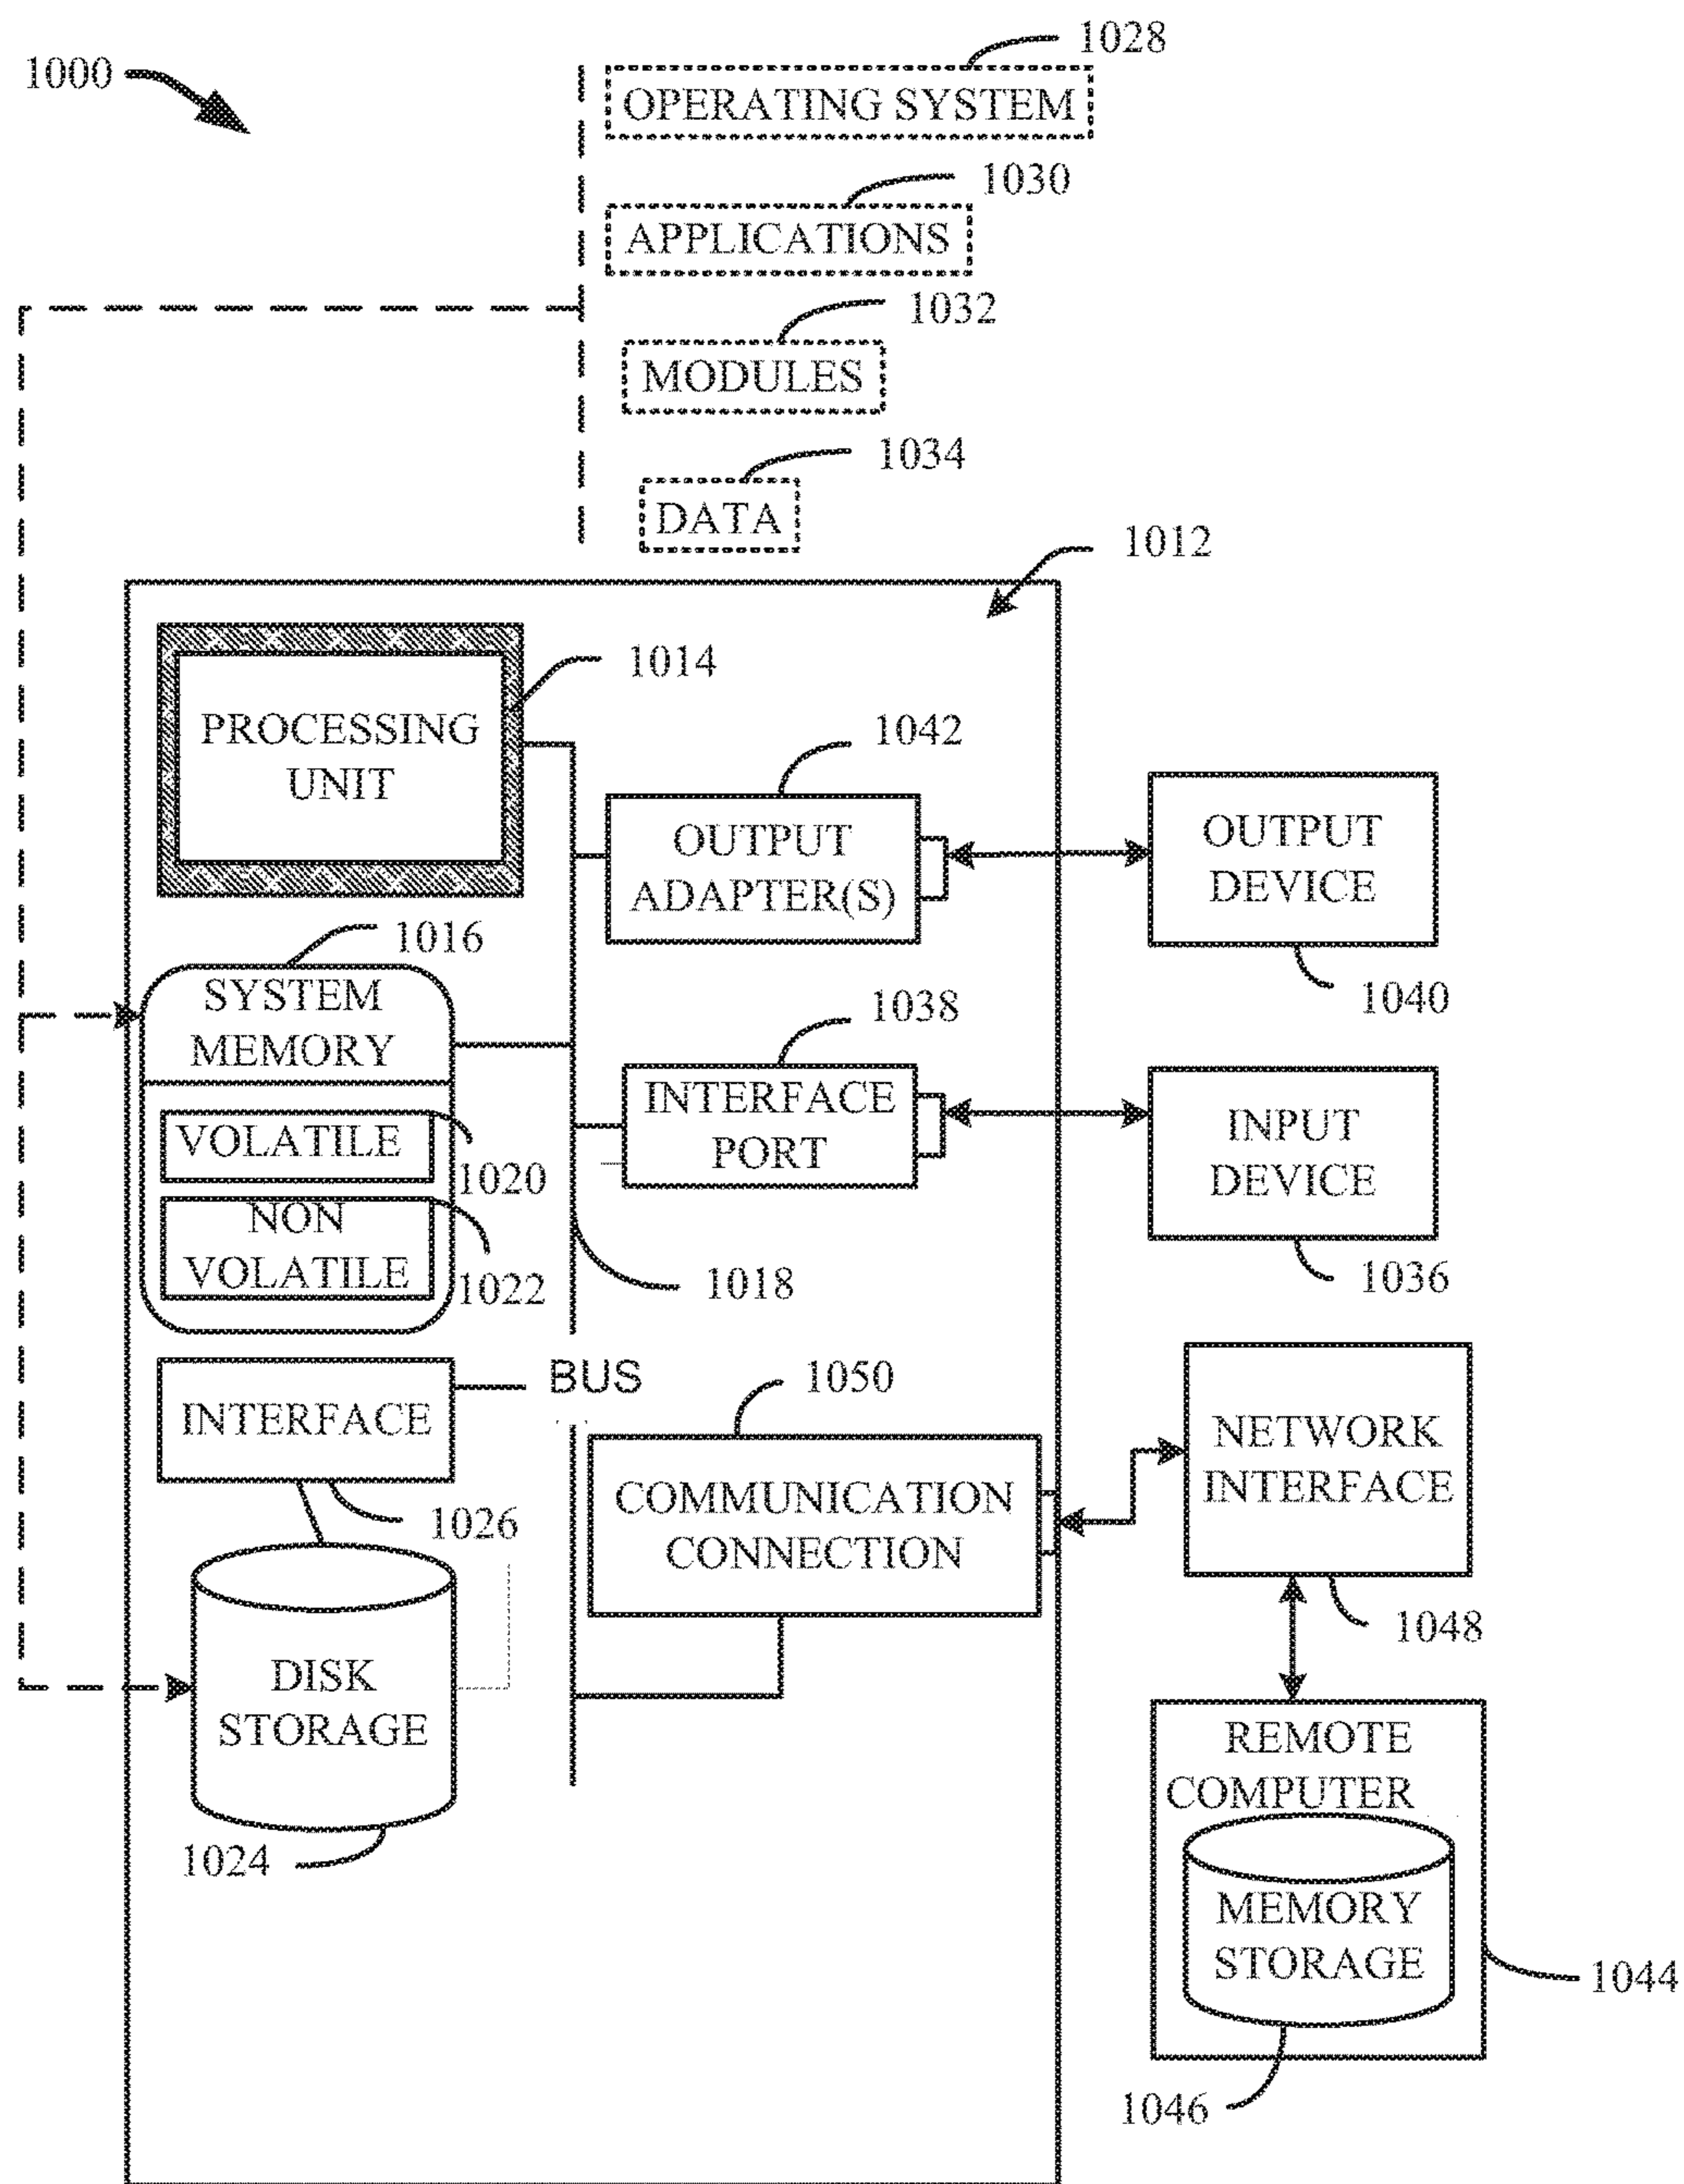 1000
1028
OPERATING SYSTEM
1030
APPLICATIONS
1032
MODULES
1034
DATA
1012
1014
PROCESSING
UNIT
1042
OUTPUT
ADAPTER(S)
OUTPUT
DEVICE
1040
1016
SYSTEM
MEMORY
1038
INTERFACE
PORT
INPUT
DEVICE
1036
VOLATILE
1020
NON
VOLATILE
1022
1018
INTERFACE
1026
BUS
1050
COMMUNICATION
CONNECTION
NETWORK
INTERFACE
1048
DISK
STORAGE
1024
REMOTE
COMPUTER
MEMORY
STORAGE
1044
1046